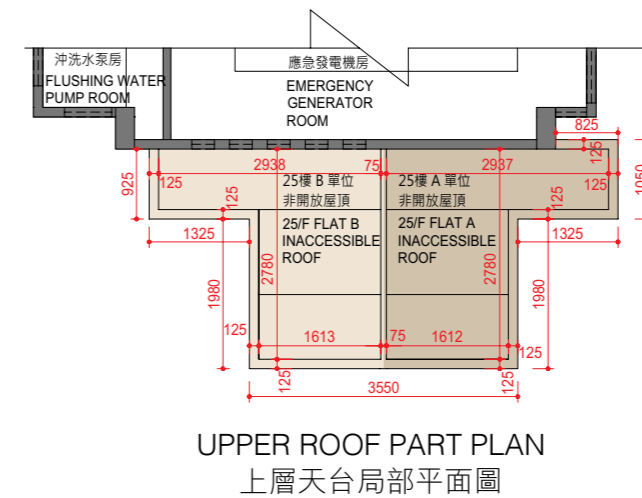 沖洗水泵房
FLUSHING WATER
PUMP ROOM
應急發電機房
EMERGENCY
GENERATOR
ROOM
825
125
1050
925
125
2938
75
2937
125
25樓 B 單位
非開放屋頂
25/F FLAT B
INACCESSIBLE
ROOF
25樓 A 單位
非開放屋頂
25/F FLAT A
INACCESSIBLE
ROOF
125
125
1325
1325
1980
2780
2780
1980
125
1613
75
1612
125
125
125
3550
UPPER ROOF PART PLAN
上層天台局部平面圖